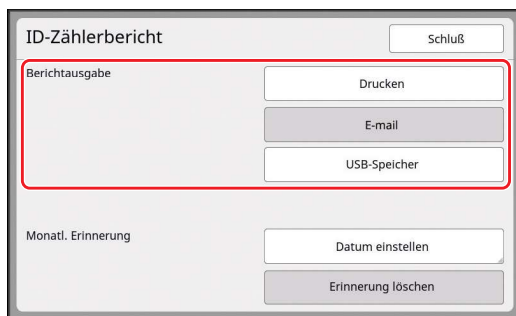 ID-Zählerbericht
Schluß
Berichtausgabe
Drucken
E-mail
USB-Speicher
Monatl. Erinnerung
Datum einstellen
Erinnerung löschen